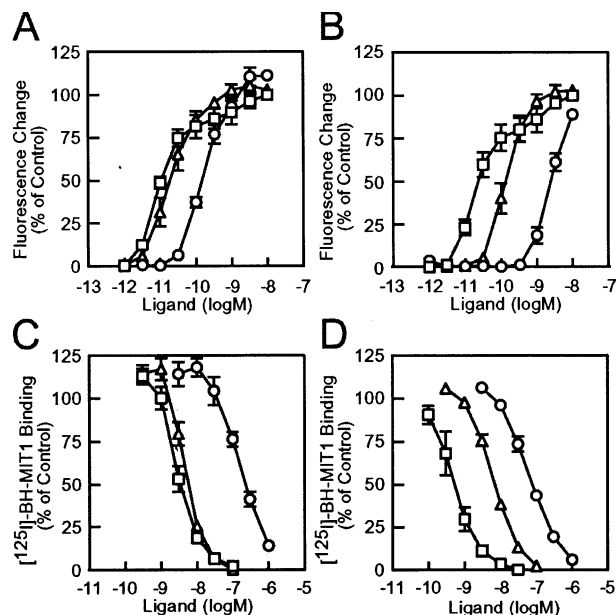 A
Fluorescence Change
(% of Control)
125
100
75
50
25
0
-13 -12 -11 -10 -9 -8 -7
Ligand (logM)
B
Fluorescence Change
(% of Control)
125
100
75
50
25
0
-13 -12 -11 -10 -9 -8 -7
Ligand (logM)
C
[125I]-BH-MIT1 Binding
(% of Control)
125
100
75
50
25
0
-11 -10 -9 -8 -7 -6 -5
Ligand (logM)
D
[125I]-BH-MIT1 Binding
(% of Control)
125
100
75
50
25
0
-11 -10 -9 -8 -7 -6 -5
Ligand (logM)